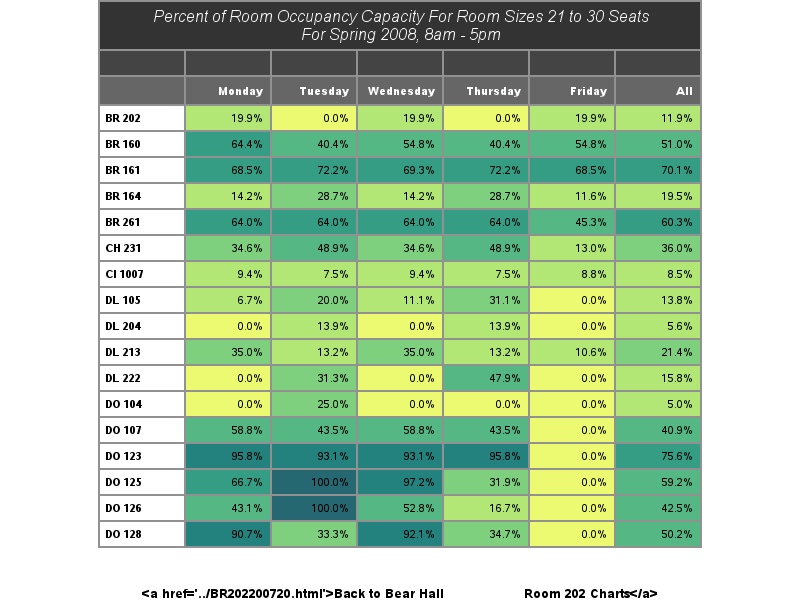 Percent of Room Occupancy Capacity For Room Sizes 21 to 30 Seats
For Spring 2008, 8am - 5pm
Monday Tuesday Wednesday Thursday Friday All
BR 202 19.9% 0.0% 19.9% 0.0% 19.9% 11.9%
BR 160 64.4% 40.4% 54.8% 40.4% 54.8% 51.0%
BR 161 68.5% 72.2% 69.3% 72.2% 68.5% 70.1%
BR 164 14.2% 28.7% 14.2% 28.7% 11.6% 19.5%
BR 261 64.0% 64.0% 64.0% 64.0% 45.3% 60.3%
CH 231 34.6% 48.9% 34.6% 48.9% 13.0% 36.0%
CI 1007 9.4% 7.5% 9.4% 7.5% 8.8% 8.5%
DL 105 6.7% 20.0% 11.1% 31.1% 0.0% 13.8%
DL 204 0.0% 13.9% 0.0% 13.9% 0.0% 5.6%
DL 213 35.0% 13.2% 35.0% 13.2% 10.6% 21.4%
DL 222 0.0% 31.3% 0.0% 47.9% 0.0% 15.8%
DO 104 0.0% 25.0% 0.0% 0.0% 0.0% 5.0%
DO 107 58.8% 43.5% 58.8% 43.5% 0.0% 40.9%
DO 123 95.8% 93.1% 93.1% 95.8% 0.0% 75.6%
DO 125 66.7% 100.0% 97.2% 31.9% 0.0% 59.2%
DO 126 43.1% 100.0% 52.8% 16.7% 0.0% 42.5%
DO 128 90.7% 33.3% 92.1% 34.7% 0.0% 50.2%
<a href='../BR202200720.html'>Back to Bear Hall Room 202 Charts</a>